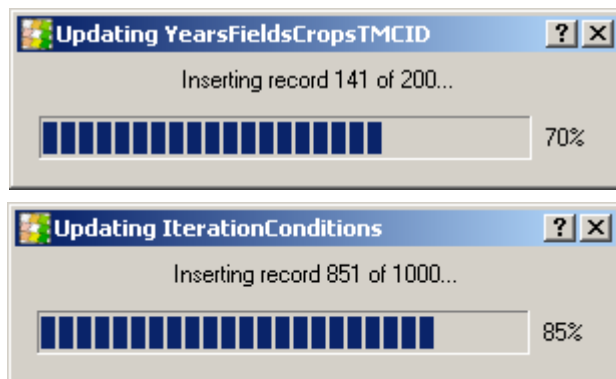 Updating YearsFieldsCropsTMCID
Inserting record 141 of 200...
70%
Updating IterationConditions
Inserting record 851 of 1000...
85%